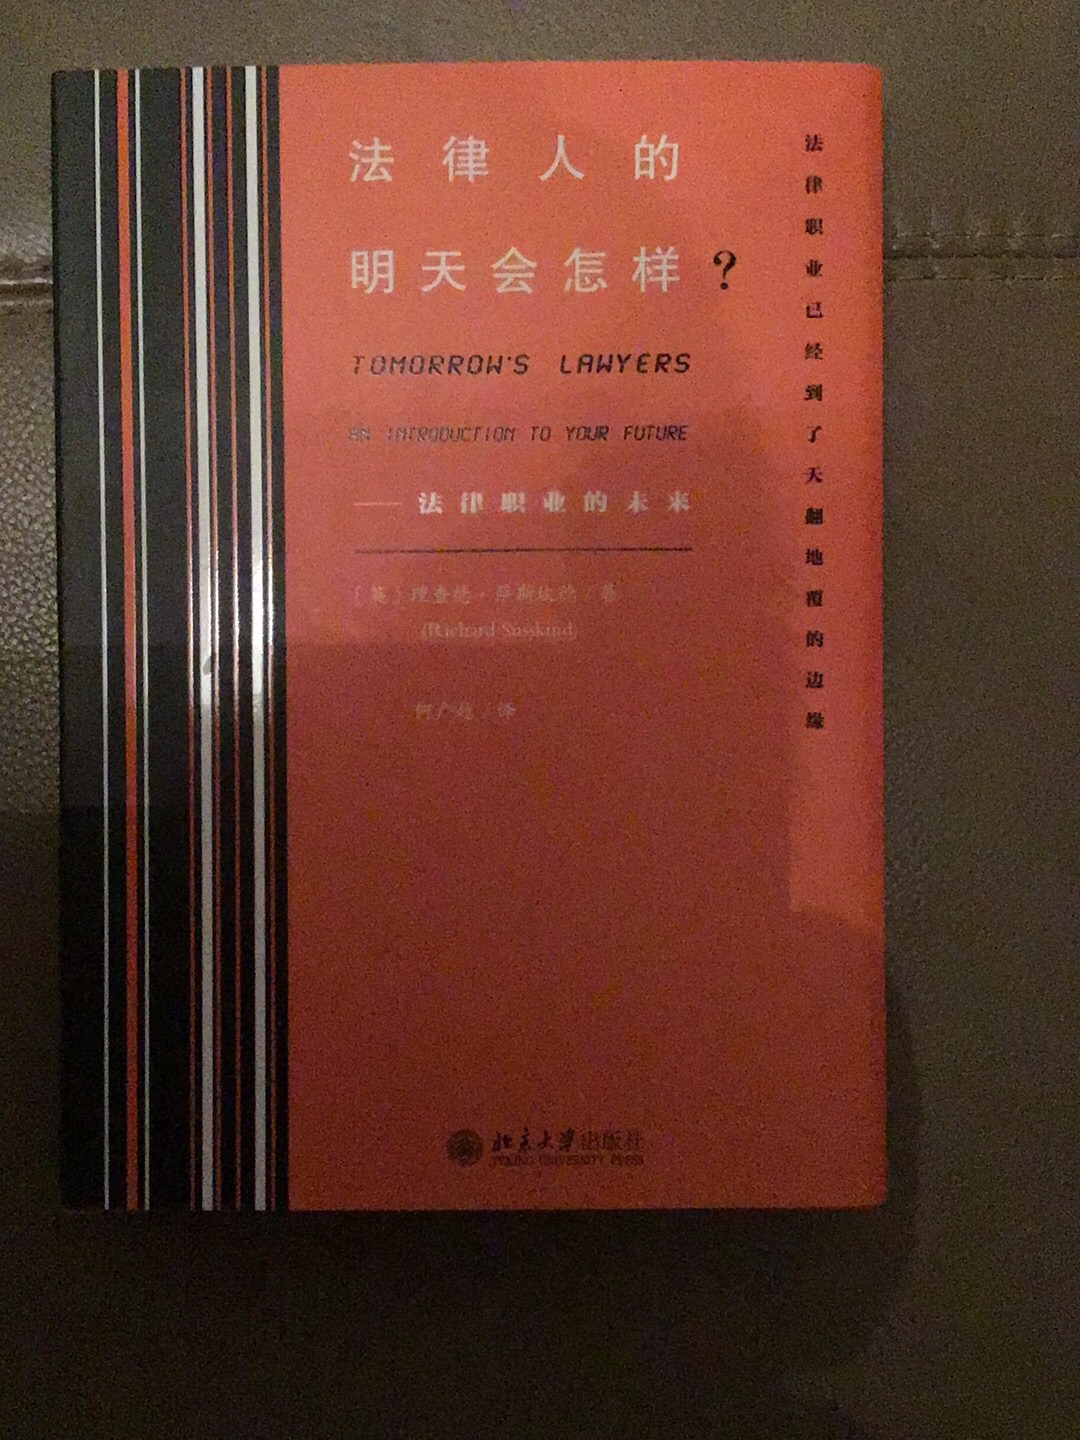 法律人的
明天会怎样?
TOMORROW'S LAWYERS
AN INTRODUCTION TO YOUR FUTURE
——法律职业的未来
[英]理查德·萨斯坎德/著
(Richard Susskind)
何广越/译
法律职业已经到了天翻地覆的边缘
北京大学出版社
PEKING UNIVERSITY PRESS